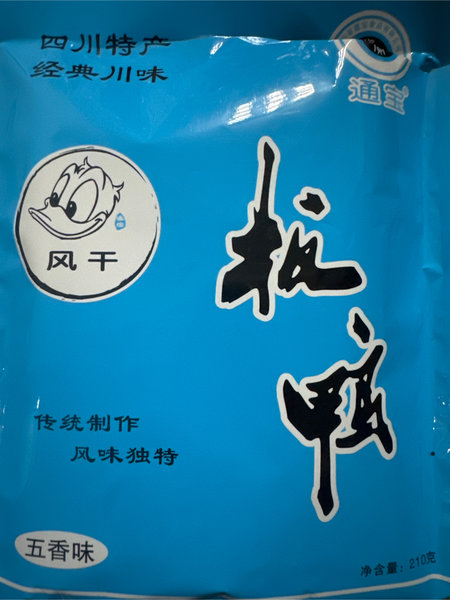 四川特产
经典川味
通宝
风干
板鸭
传统制作
风味独特
五香味
净含量：210克